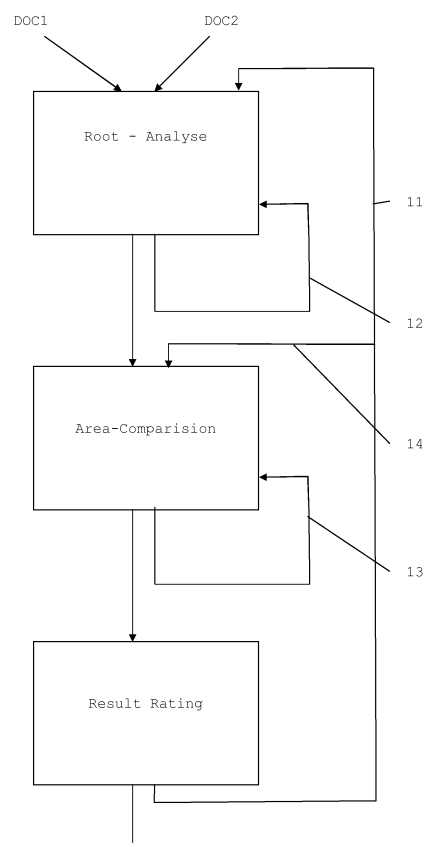 DOC1 DOC2
Root - Analyse
11
12
Area-Comparision
14
13
Result Rating